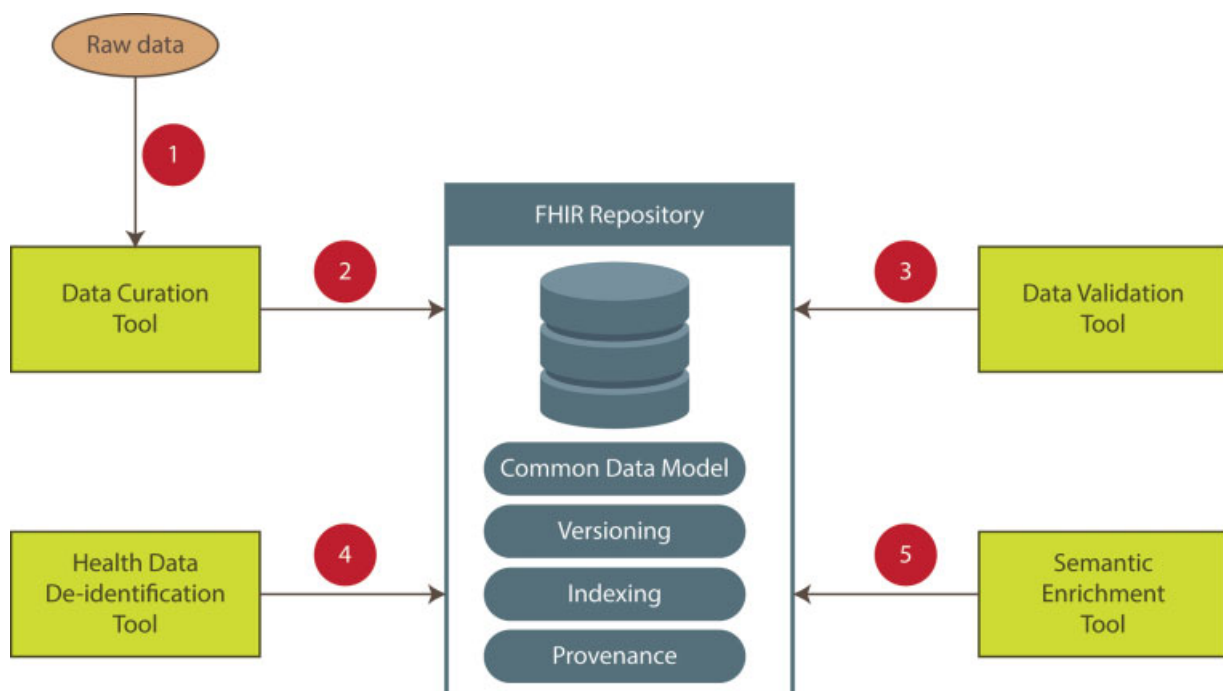 Raw data
1
FHIR Repository
2
3
Data Curation
Tool
Data Validation
Tool
Common Data Model
Versioning
4
5
Health Data
De-identification
Tool
Indexing
Semantic
Enrichment
Tool
Provenance